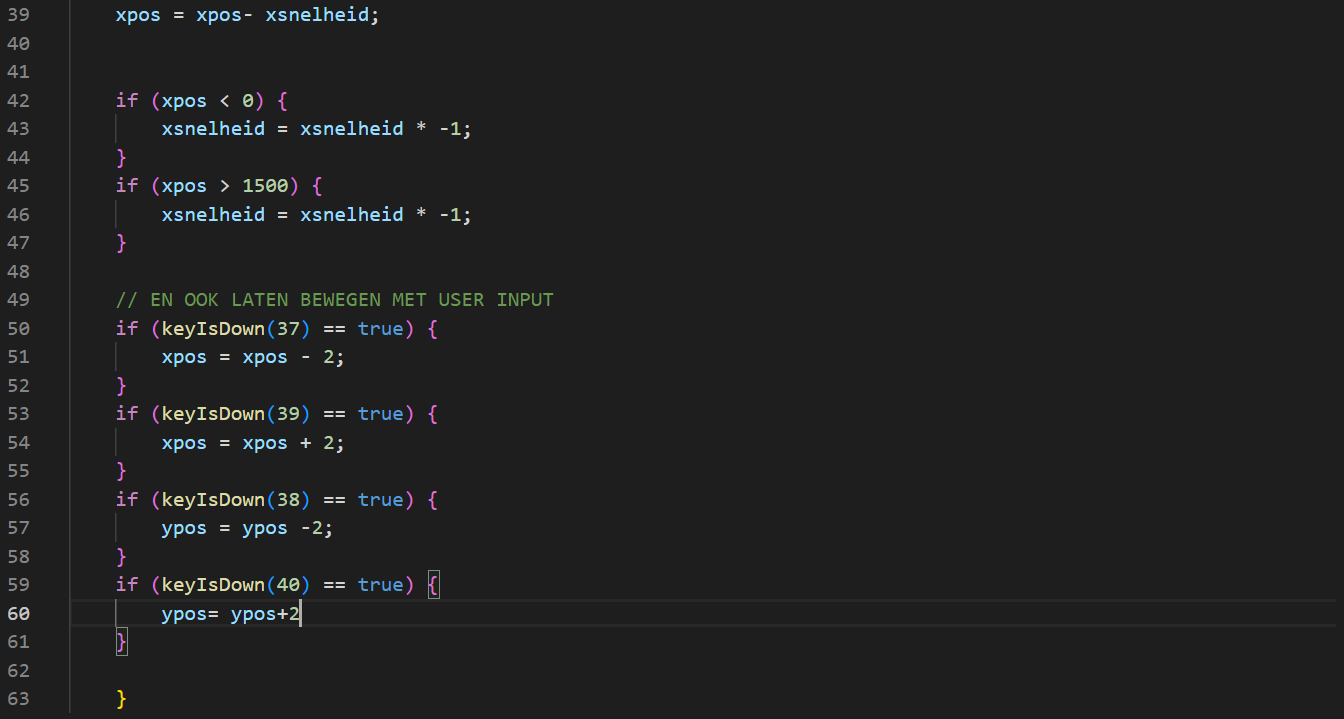 39 xpos = xpos- xsnelheid;
40
41
42 if (xpos < 0) {
43 xsnelheid = xsnelheid * -1;
44 }
45 if (xpos > 1500) {
46 xsnelheid = xsnelheid * -1;
47 }
48
49 // EN OOK LATEN BEWEGEN MET USER INPUT
50 if (keyIsDown(37) == true) {
51 xpos = xpos - 2;
52 }
53 if (keyIsDown(39) == true) {
54 xpos = xpos + 2;
55 }
56 if (keyIsDown(38) == true) {
57 ypos = ypos -2;
58 }
59 if (keyIsDown(40) == true) {
60 ypos= ypos+2
61 }
62
63 }